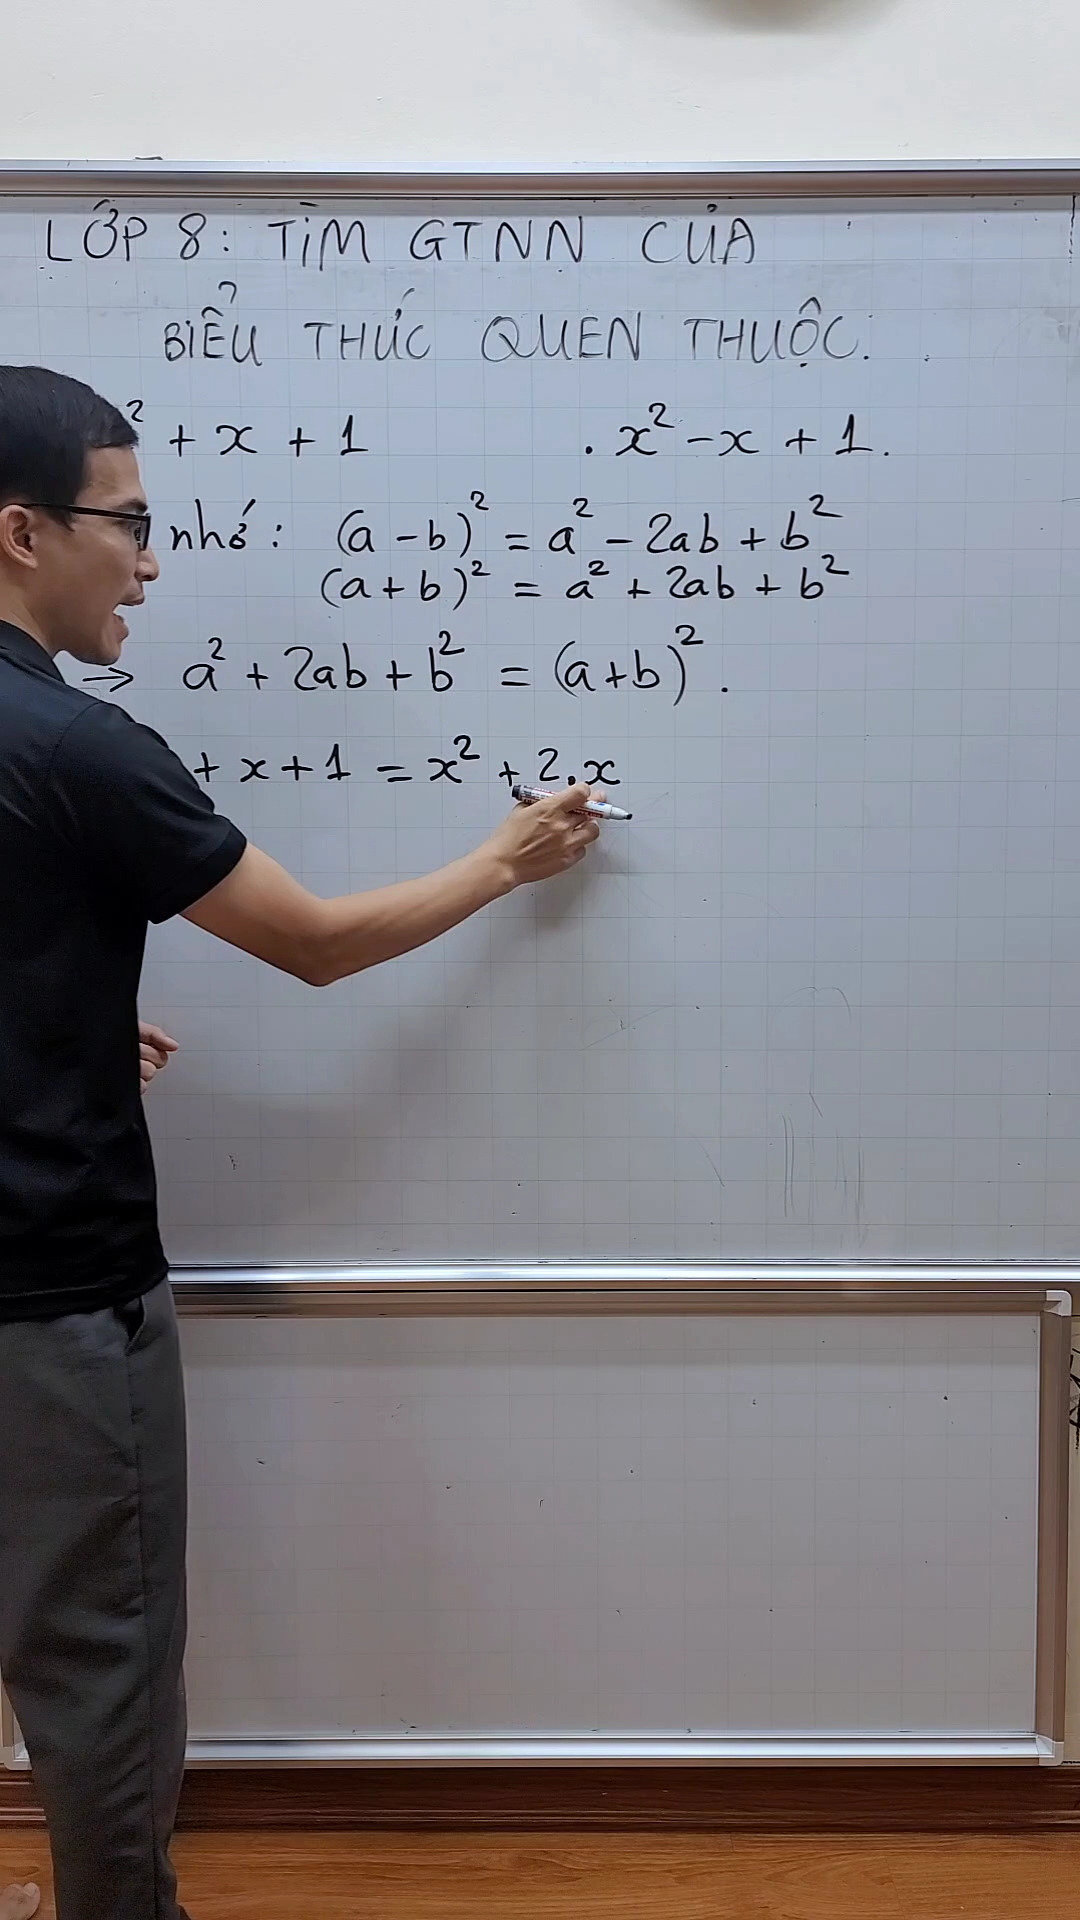 LỚP 8: TÌM GTNN CỦA
BIỂU THỨC QUEN THUỘC.
² + x + 1 . x² - x + 1.
nhớ: (a - b)² = a² - 2ab + b²
(a + b)² = a² + 2ab + b²
→ a² + 2ab + b² = (a + b)².
+ x + 1 = x² + 2.x